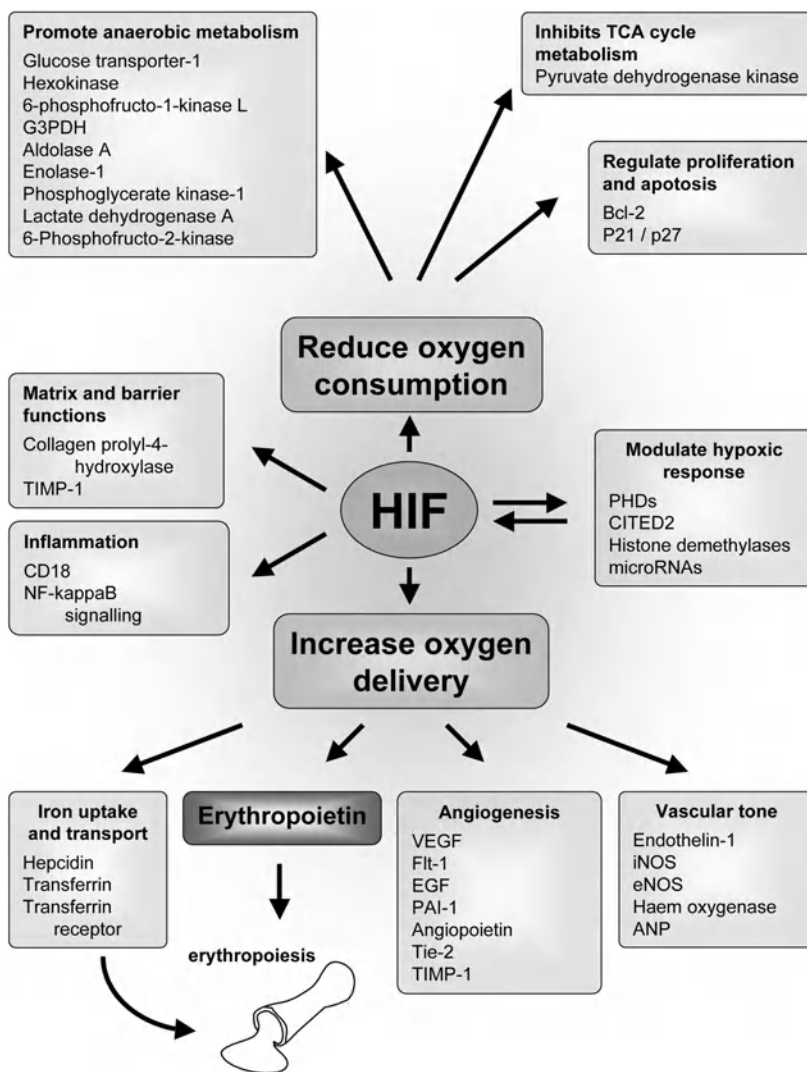 Promote anaerobic metabolism
Glucose transporter-1
Hexokinase
6-phosphofructo-1-kinase L
G3PDH
Aldolase A
Enolase-1
Phosphoglycerate kinase-1
Lactate dehydrogenase A
6-Phosphofructo-2-kinase
Inhibits TCA cycle
metabolism
Pyruvate dehydrogenase kinase
Regulate proliferation
and apotosis
Bcl-2
P21 / p27
Reduce oxygen
consumption
Matrix and barrier
functions
Collagen prolyl-4-
hydroxylase
TIMP-1
HIF
Modulate hypoxic
response
PHDs
CITED2
Histone demethylases
microRNAs
Inflammation
CD18
NF-kappaB
signalling
Increase oxygen
delivery
Iron uptake
and transport
Hepcidin
Transferrin
Transferrin
receptor
Erythropoietin
erythropoiesis
Angiogenesis
VEGF
Flt-1
EGF
PAI-1
Angiopoietin
Tie-2
TIMP-1
Vascular tone
Endothelin-1
iNOS
eNOS
Haem oxygenase
ANP